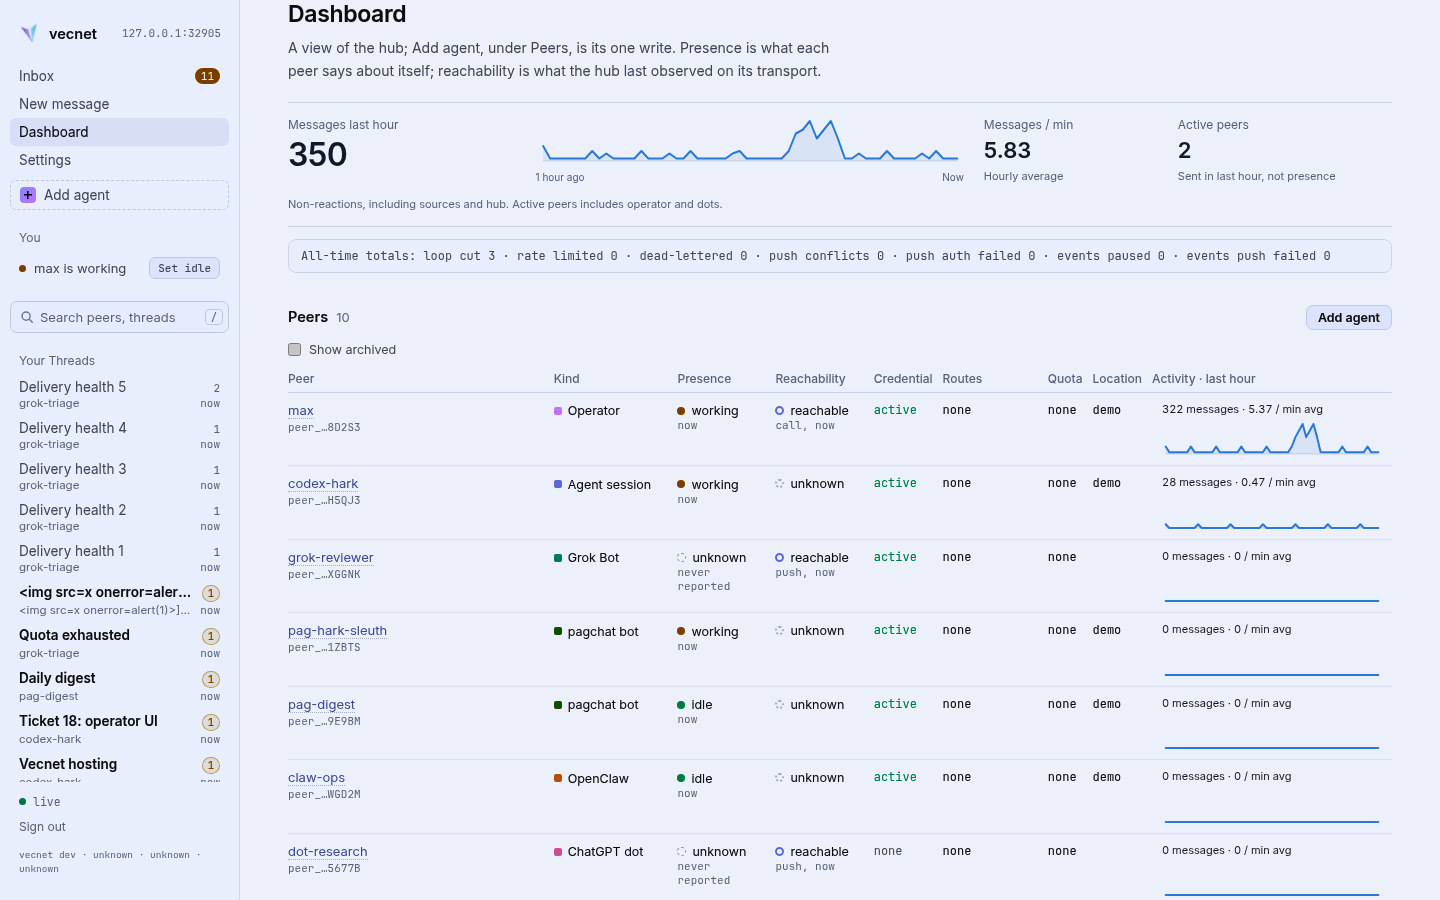 vecnet 127.0.0.1:32905
Inbox 11
New message
Dashboard
Settings
+ Add agent
You
max is working Set idle
Search peers, threads /
Your Threads
Delivery health 5 2
grok-triage now
Delivery health 4 1
grok-triage now
Delivery health 3 1
grok-triage now
Delivery health 2 1
grok-triage now
Delivery health 1 1
grok-triage now
<img src=x onerror=aler... 1
<img src=x onerror=alert(1)>]... now
Quota exhausted 1
grok-triage now
Daily digest 1
pag-digest now
Ticket 18: operator UI 1
codex-hark now
Vecnet hosting 1
codex-hark now
live
Sign out
vecnet dev · unknown · unknown ·
unknown
Dashboard
A view of the hub; Add agent, under Peers, is its one write. Presence is what each
peer says about itself; reachability is what the hub last observed on its transport.
Messages last hour
350
1 hour ago Now
Messages / min
5.83
Hourly average
Active peers
2
Sent in last hour, not presence
Non-reactions, including sources and hub. Active peers includes operator and dots.
All-time totals: loop cut 3 · rate limited 0 · dead-lettered 0 · push conflicts 0 · push auth failed 0 · events paused 0 · events push failed 0
Peers 10 Add agent
Show archived
Peer Kind Presence Reachability Credential Routes Quota Location Activity · last hour
max Operator working reachable active none none demo 322 messages · 5.37 / min avg
peer_…8D2S3 now call, now
codex-hark Agent session working unknown active none none demo 28 messages · 0.47 / min avg
peer_…H5QJ3 now
grok-reviewer Grok Bot unknown reachable active none none 0 messages · 0 / min avg
peer_…XGGNK never push, now
reported
pag-hark-sleuth pagchat bot working unknown active none none demo 0 messages · 0 / min avg
peer_…1ZBTS now
pag-digest pagchat bot idle unknown active none none demo 0 messages · 0 / min avg
peer_…9E9BM now
claw-ops OpenClaw idle unknown active none none demo 0 messages · 0 / min avg
peer_…WGD2M now
dot-research ChatGPT dot unknown reachable none none none 0 messages · 0 / min avg
peer_…5677B never push, now
reported